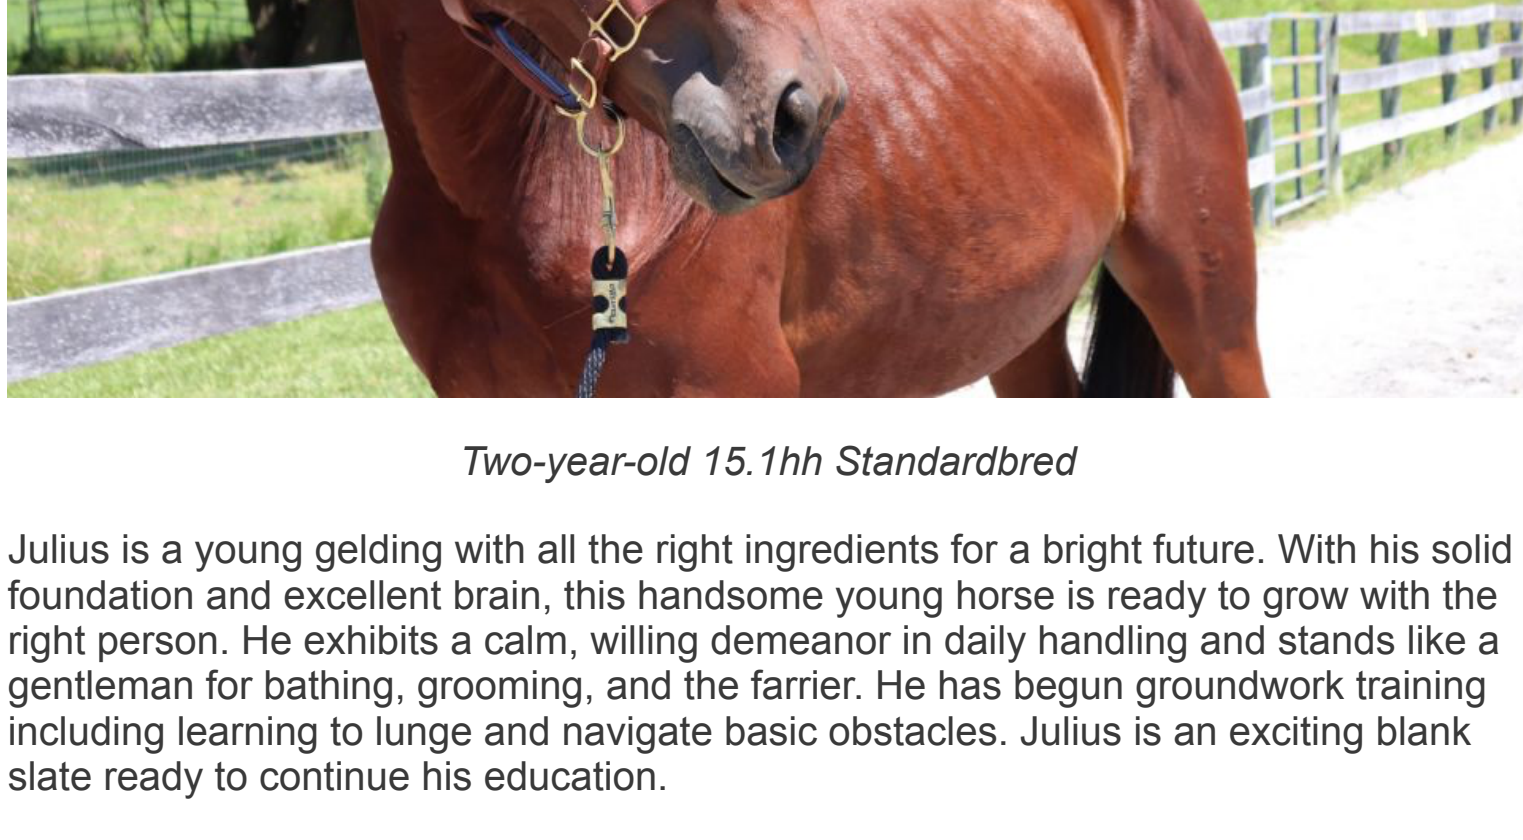 Two-year-old 15.1hh Standardbred
Julius is a young gelding with all the right ingredients for a bright future. With his solid
foundation and excellent brain, this handsome young horse is ready to grow with the
right person. He exhibits a calm, willing demeanor in daily handling and stands like a
gentleman for bathing, grooming, and the farrier. He has begun groundwork training
including learning to lunge and navigate basic obstacles. Julius is an exciting blank
slate ready to continue his education.